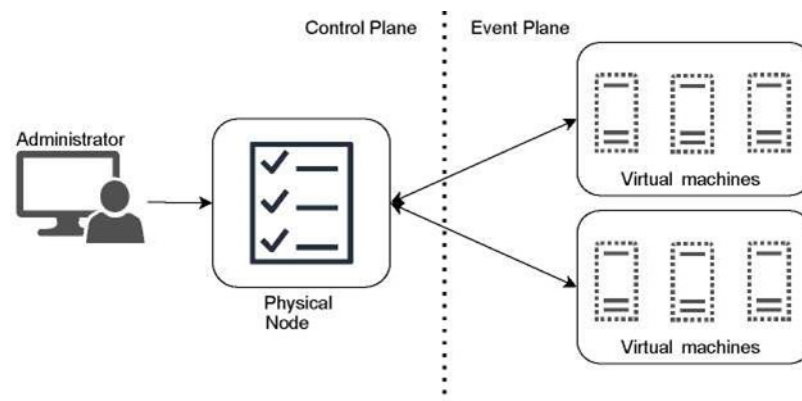 Control Plane
Event Plane
Administrator
Virtual machines
Physical
Node
Virtual machines